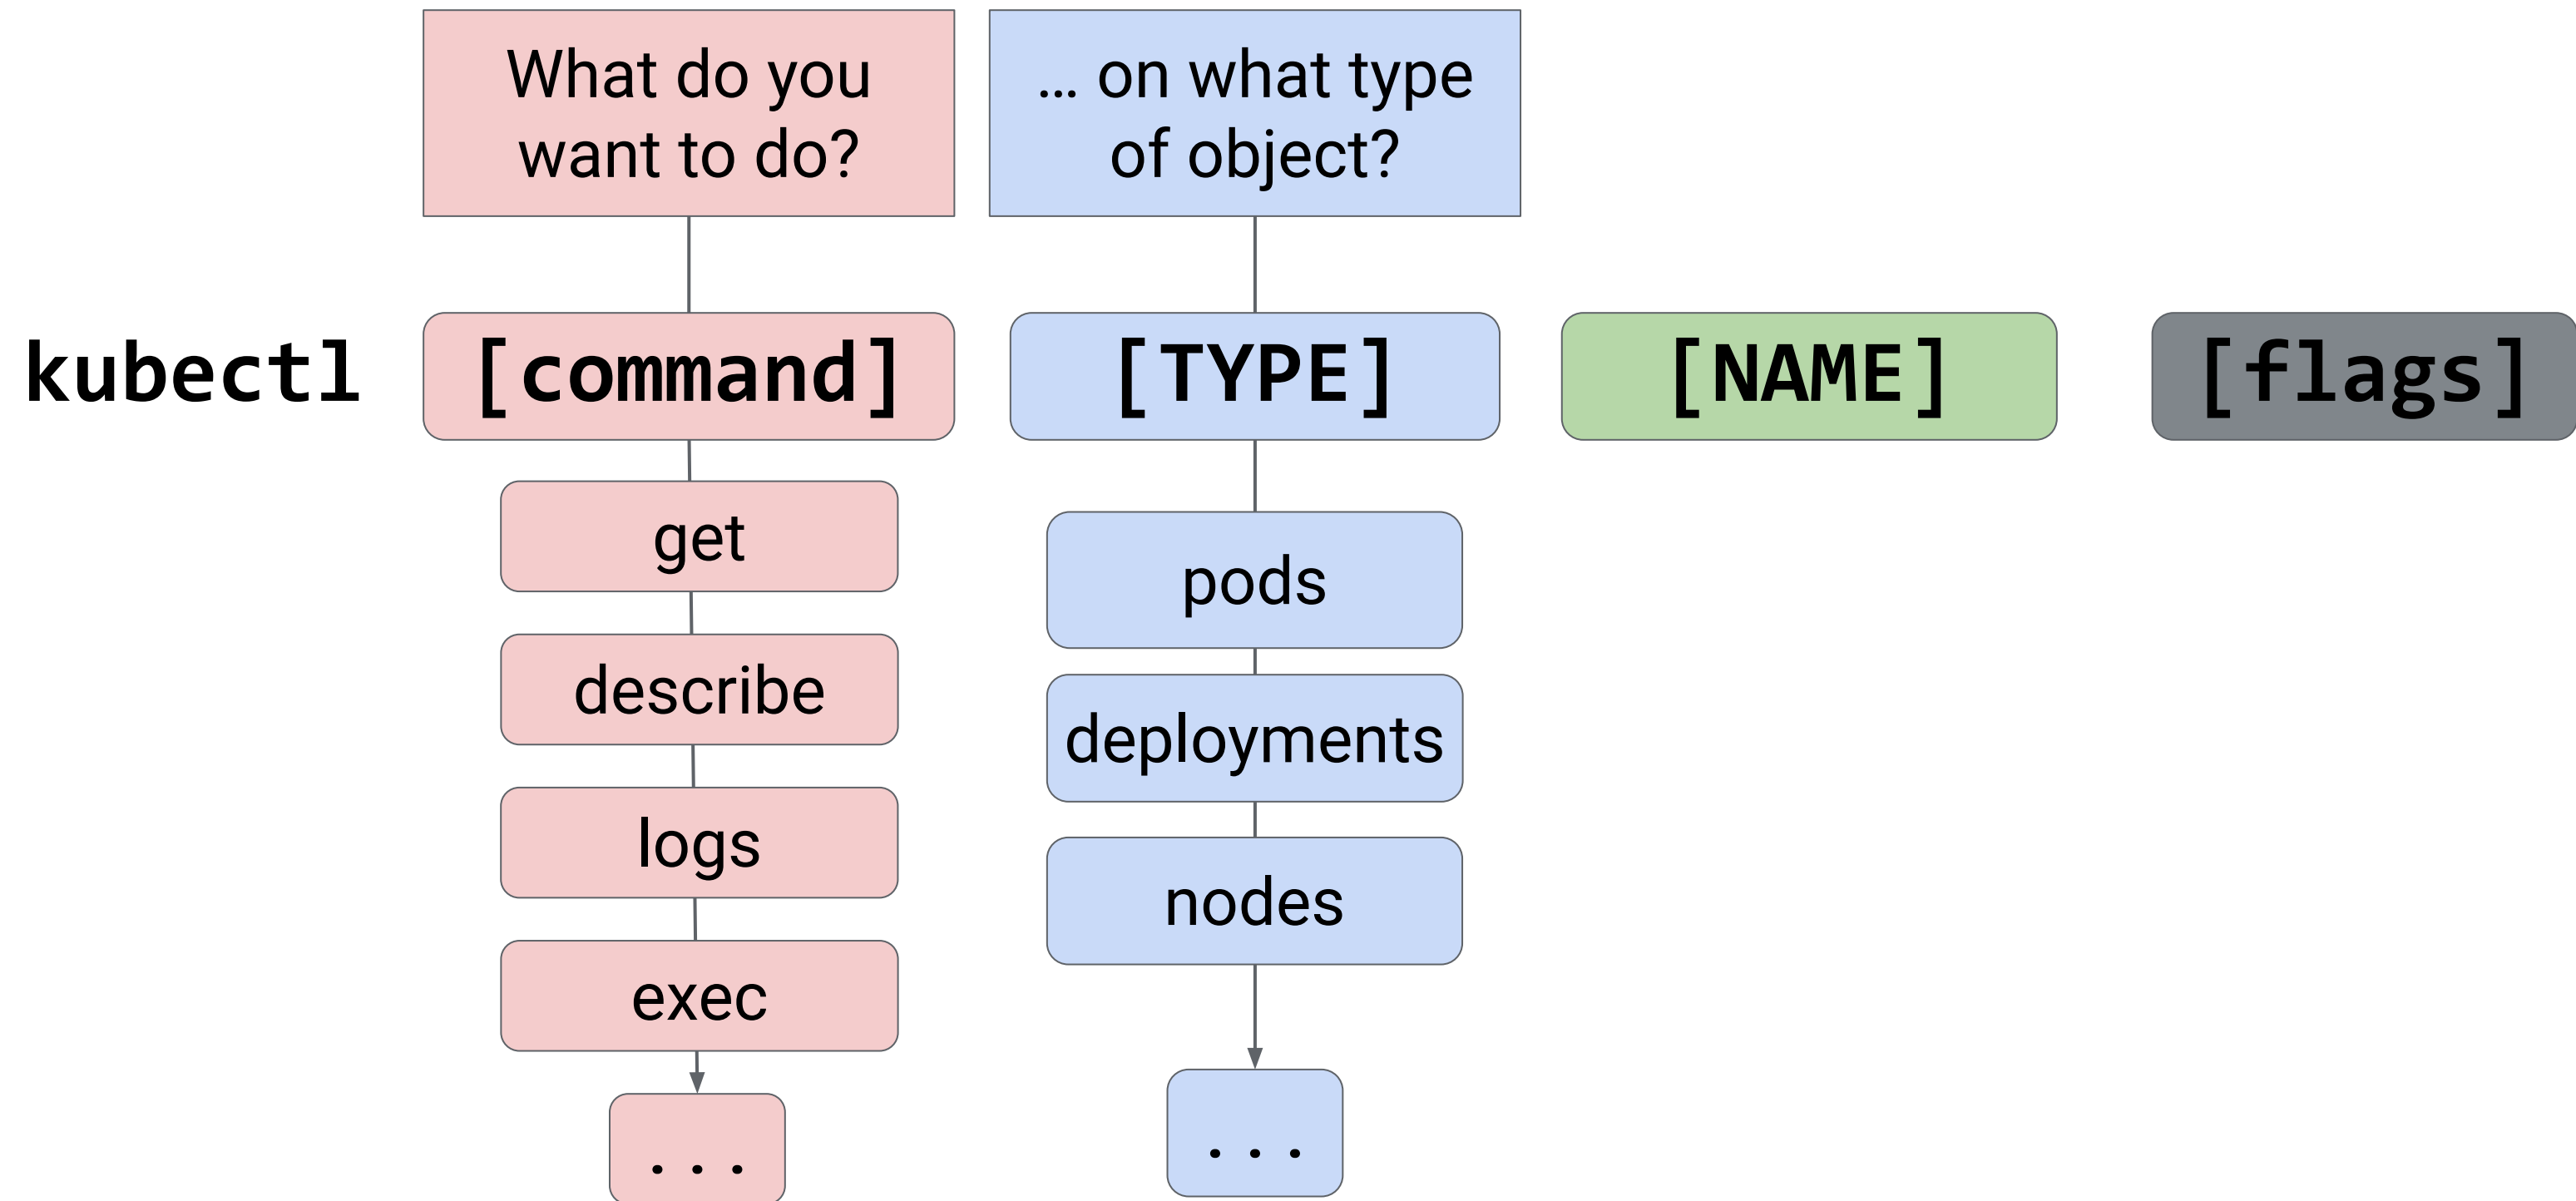 What do you
want to do?
... on what type
of object?
kubectl [command] [TYPE] [NAME] [flags]
get
describe
logs
exec
...
pods
deployments
nodes
...